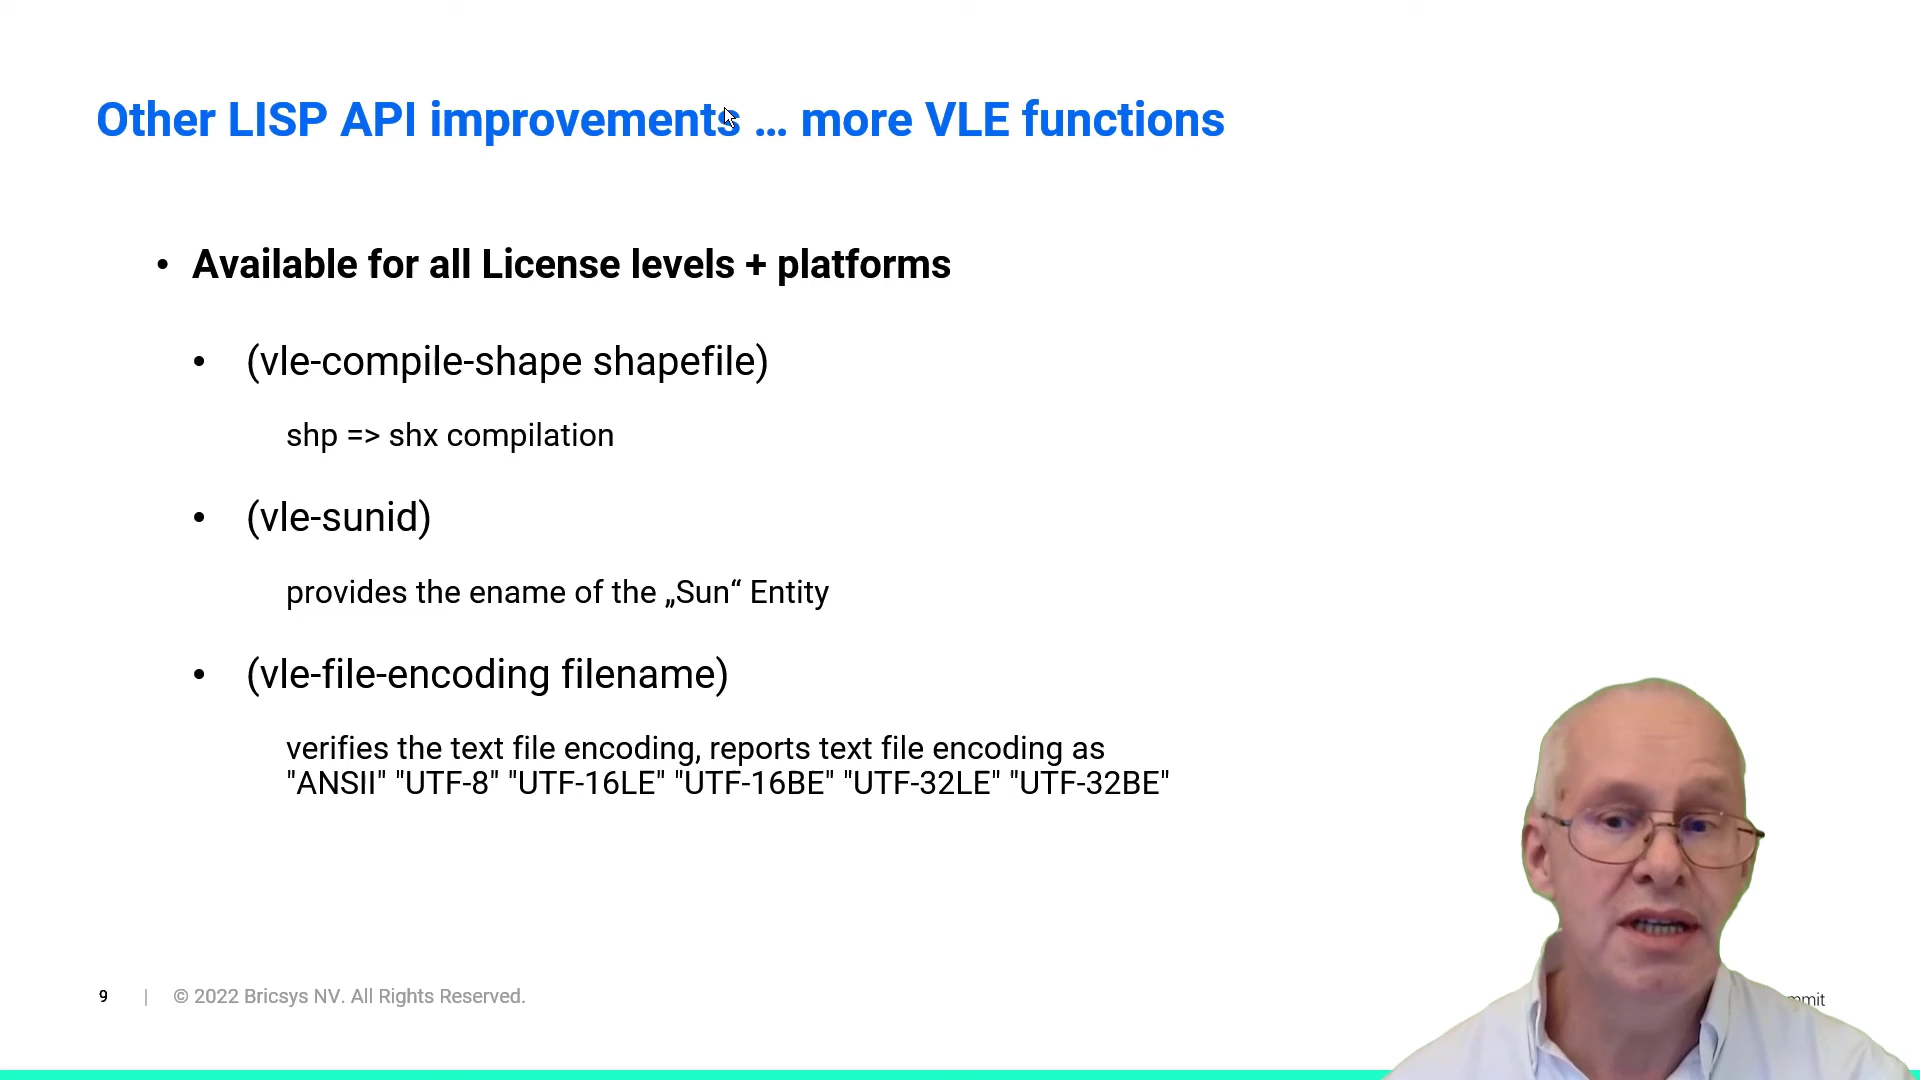 Other LISP API improvements … more VLE functions
• Available for all License levels + platforms
• (vle-compile-shape shapefile)
shp => shx compilation
• (vle-sunid)
provides the ename of the „Sun“ Entity
• (vle-file-encoding filename)
verifies the text file encoding, reports text file encoding as
"ANSII" "UTF-8" "UTF-16LE" "UTF-16BE" "UTF-32LE" "UTF-32BE"
9 | © 2022 Bricsys NV. All Rights Reserved.